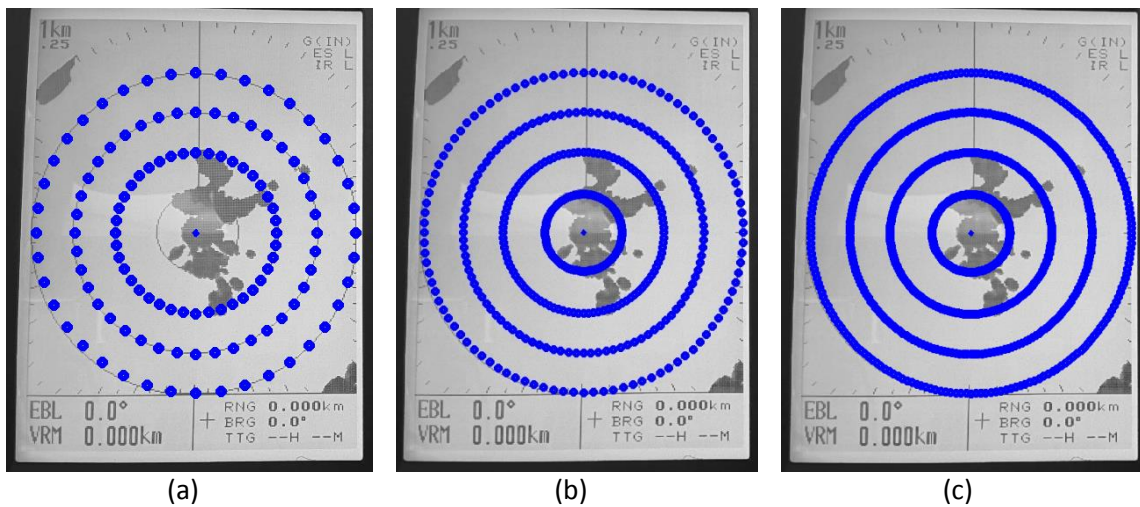 1km
.25
G(IN)
ES L
IR L
EBL 0.0°
VRM 0.000km
+ RNG 0.000km
BRG 0.0°
TTG --H --M
(a)
1km
.25
G(IN)
ES L
IR L
EBL 0.0°
VRM 0.000km
+ RNG 0.000km
BRG 0.0°
TTG --H --M
(b)
1km
.25
G(IN)
ES L
IR L
EBL 0.0°
VRM 0.000km
+ RNG 0.000km
BRG 0.0°
TTG --H --M
(c)